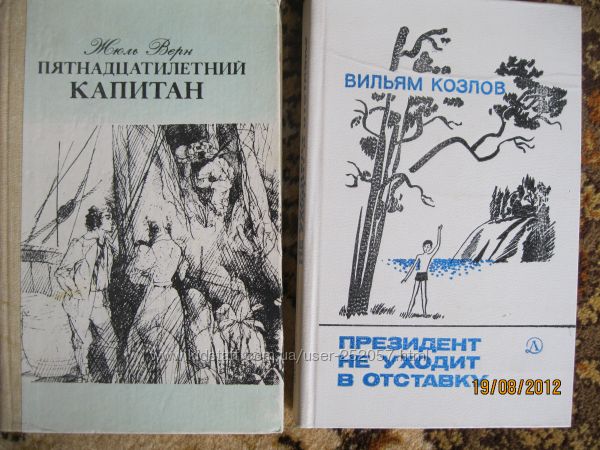 Жюль Верн
ПЯТНАДЦАТИЛЕТНИЙ
КАПИТАН
ВИЛЬЯМ КОЗЛОВ
ПРЕЗИДЕНТ
НЕ УХОДИТ
В ОТСТАВКУ
19/08/2012